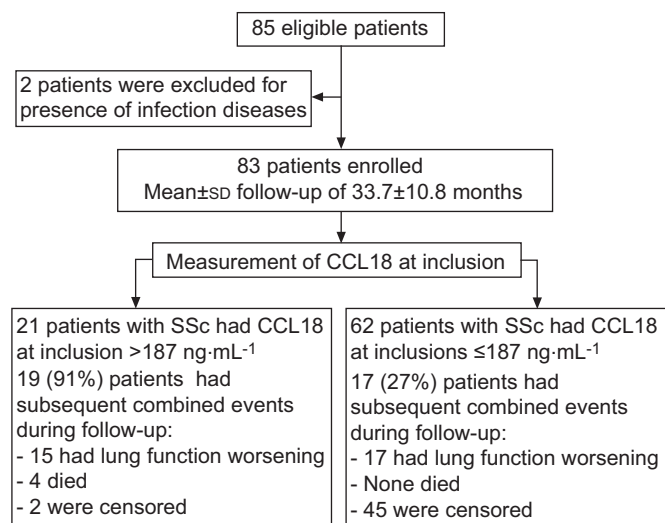 85 eligible patients
2 patients were excluded for
presence of infection diseases
83 patients enrolled
Mean±SD follow-up of 33.7±10.8 months
Measurement of CCL18 at inclusion
21 patients with SSc had CCL18
at inclusion >187 ng·mL-1
19 (91%) patients had
subsequent combined events
during follow-up:
- 15 had lung function worsening
- 4 died
- 2 were censored
62 patients with SSc had CCL18
at inclusions ≤187 ng·mL-1
17 (27%) patients had
subsequent combined events
during follow-up:
- 17 had lung function worsening
- None died
- 45 were censored